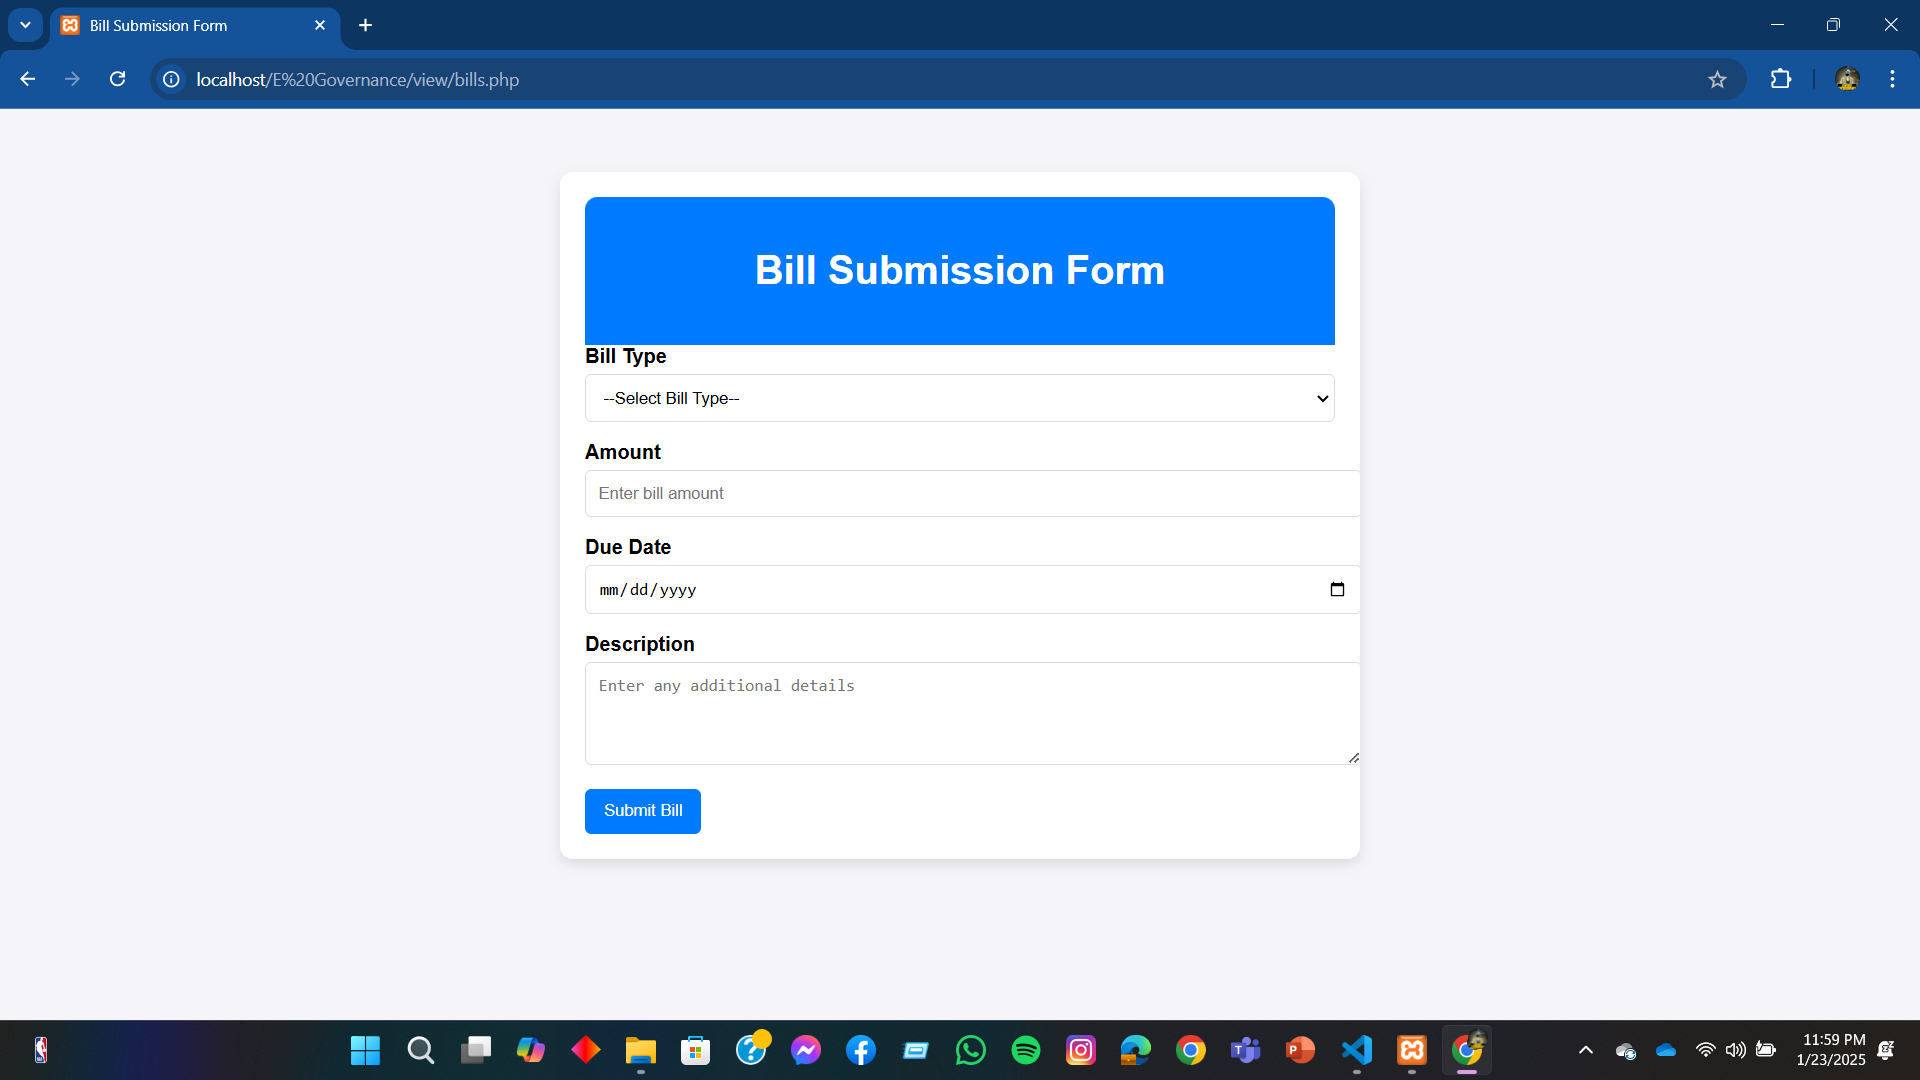 Bill Submission Form
localhost/E%20Governance/view/bills.php
Bill Submission Form
Bill Type
--Select Bill Type--
Amount
Enter bill amount
Due Date
mm/dd/yyyy
Description
Enter any additional details
Submit Bill
11:59 PM
1/23/2025